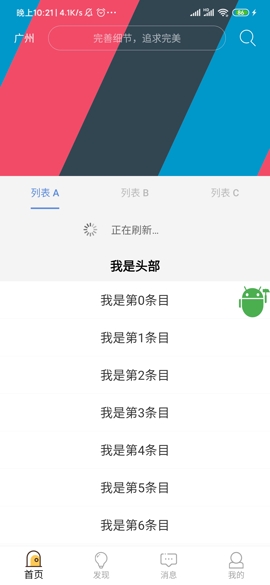 晚上10:21 | 4.1K/s ...
4G 86
广州
完善细节，追求完美
列表 A
列表 B
列表 C
正在刷新...
我是头部
我是第0条目
我是第1条目
我是第2条目
我是第3条目
我是第4条目
我是第5条目
我是第6条目
首页
发现
消息
我的